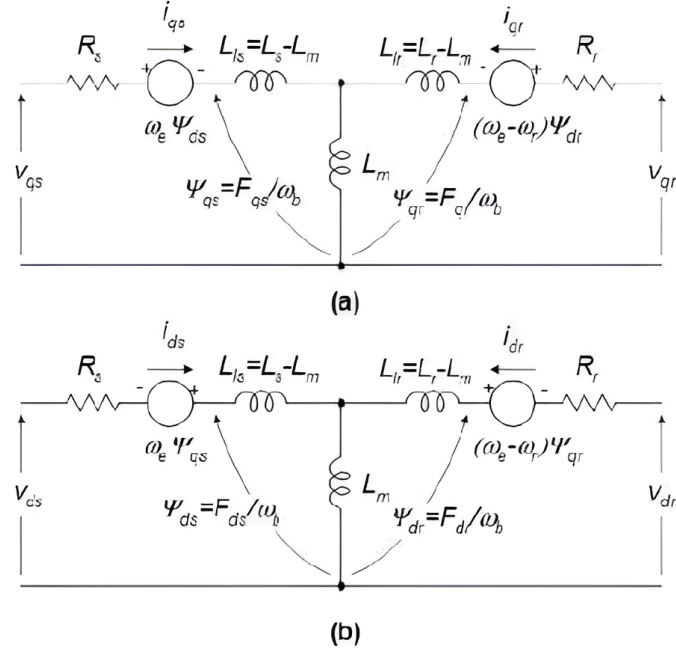 i_qs i_qr
R_s L_ls=L_s-L_m L_lr=L_r-L_m R_r
+ - - +
ω_e Ψ_ds (ω_e-ω_r)Ψ_dr
v_qs L_m v_qr
Ψ_qs=F_qs/ω_b Ψ_qr=F_qr/ω_b
(a)
i_ds i_dr
R_s L_ls=L_s-L_m L_lr=L_r-L_m R_r
- + + -
ω_e Ψ_qs (ω_e-ω_r)Ψ_qr
v_ds L_m v_dr
Ψ_ds=F_ds/ω_b Ψ_dr=F_dr/ω_b
(b)